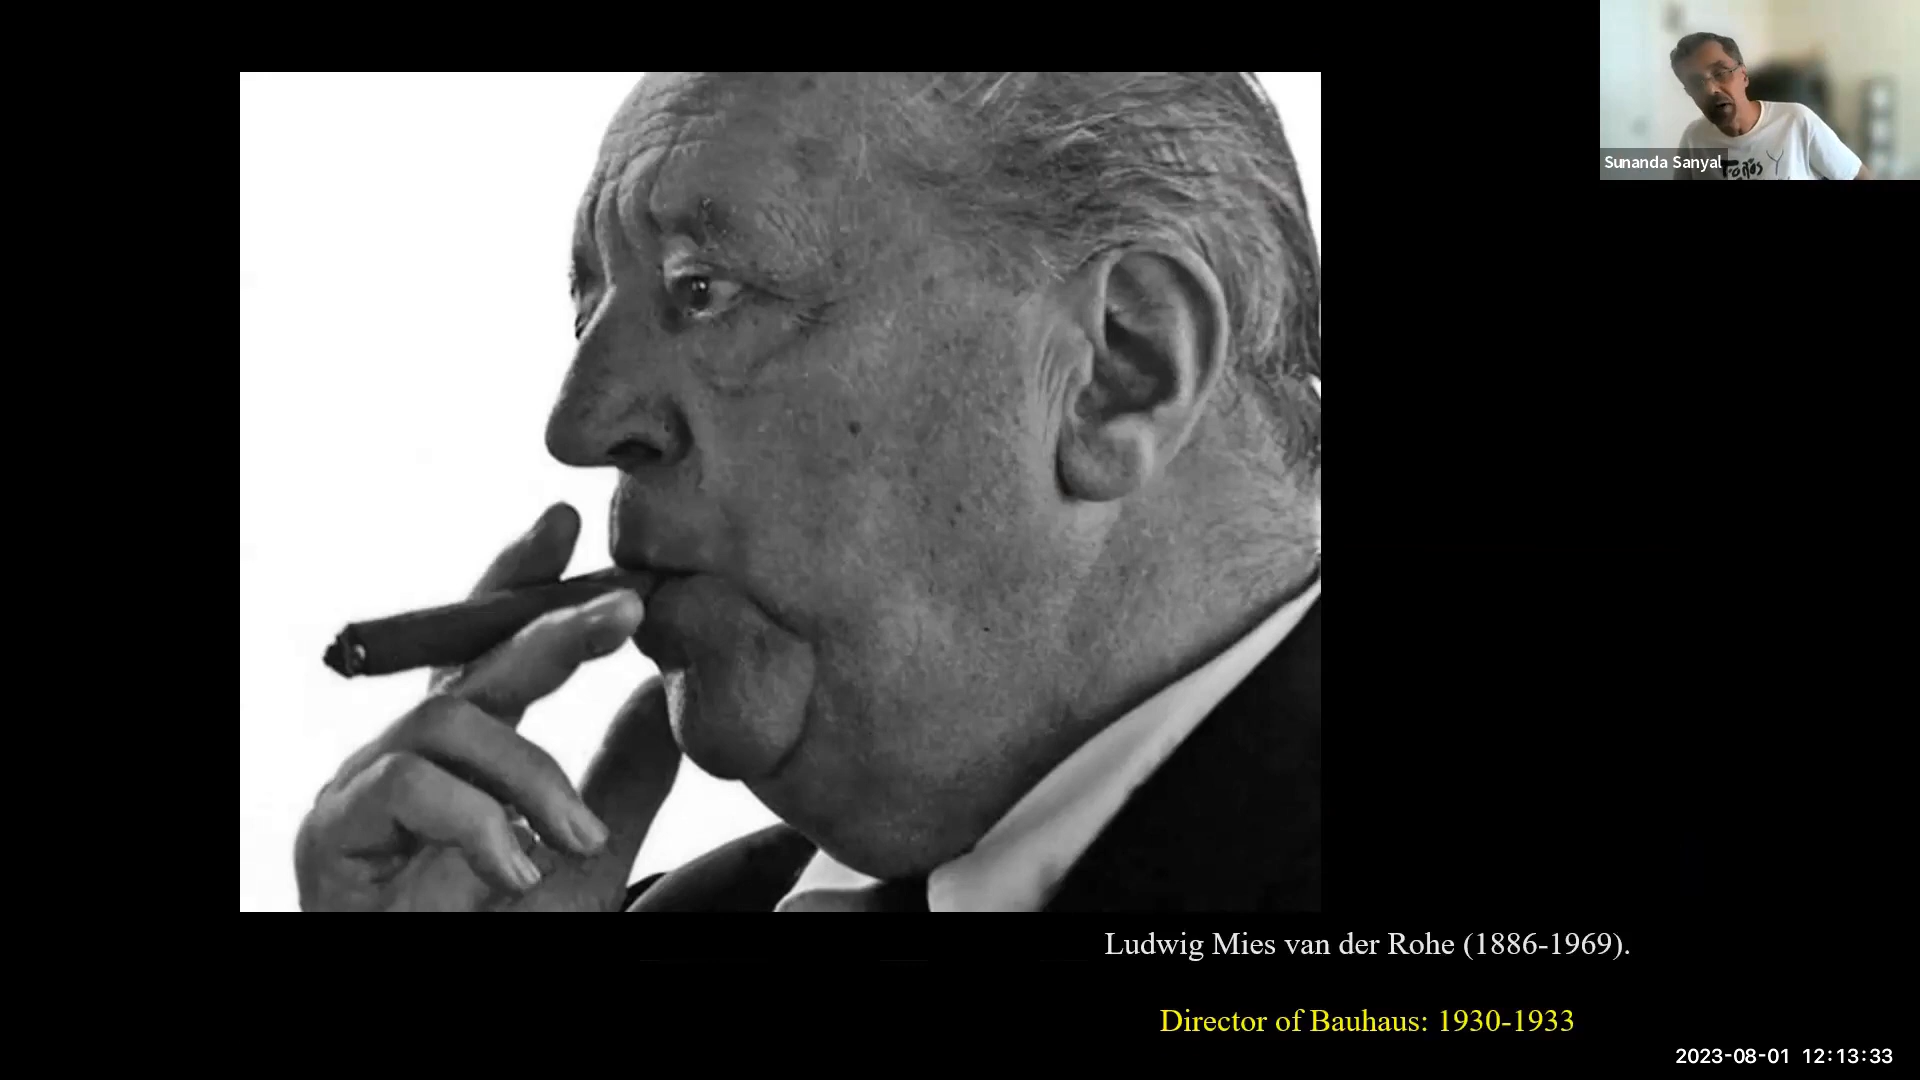 Sunanda Sanyal
Ludwig Mies van der Rohe (1886-1969).
Director of Bauhaus: 1930-1933
2023-08-01 12:13:33